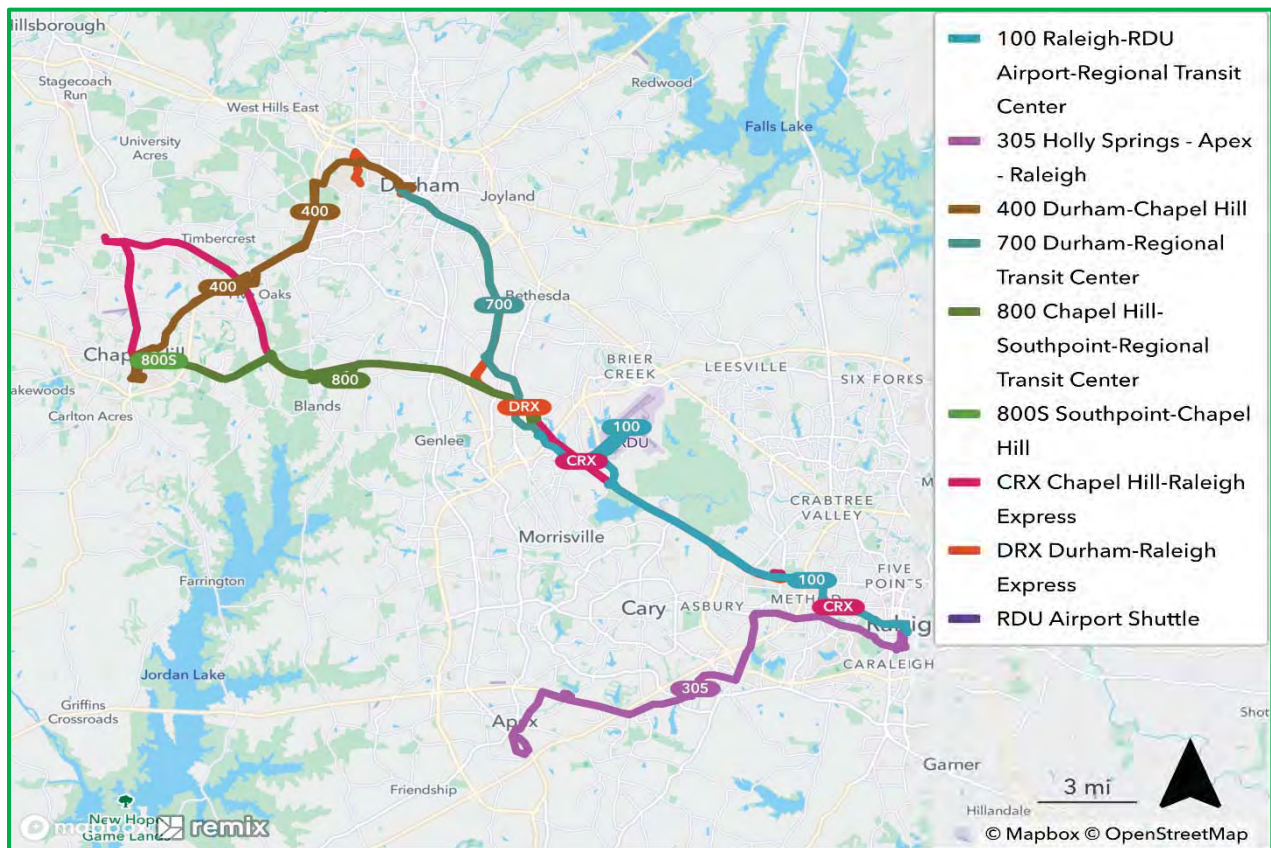 Hillsborough
Stagecoach
Run
West Hills East
Redwood
University
Acres
Falls Lake
Durham
Joyland
400
Timbercrest
400
Bethesda
700
800S
800
BRIER
CREEK
LEESVILLE
SIX FORKS
Carlton Acres
Blands
DRX
Genlee
100
RDU
CRX
CRABTREE
VALLEY
Morrisville
FIVE
POINTS
Farrington
100
Cary
ASBURY
CRX
CARALEIGH
Jordan Lake
305
Griffins
Crossroads
Apex
Friendship
Garner
3 mi
Hillandale
New Hope
Game Lands
mapbox remix
© Mapbox © OpenStreetMap
100 Raleigh-RDU
Airport-Regional Transit
Center
305 Holly Springs - Apex
- Raleigh
400 Durham-Chapel Hill
700 Durham-Regional
Transit Center
800 Chapel Hill-
Southpoint-Regional
Transit Center
800S Southpoint-Chapel
Hill
CRX Chapel Hill-Raleigh
Express
DRX Durham-Raleigh
Express
RDU Airport Shuttle